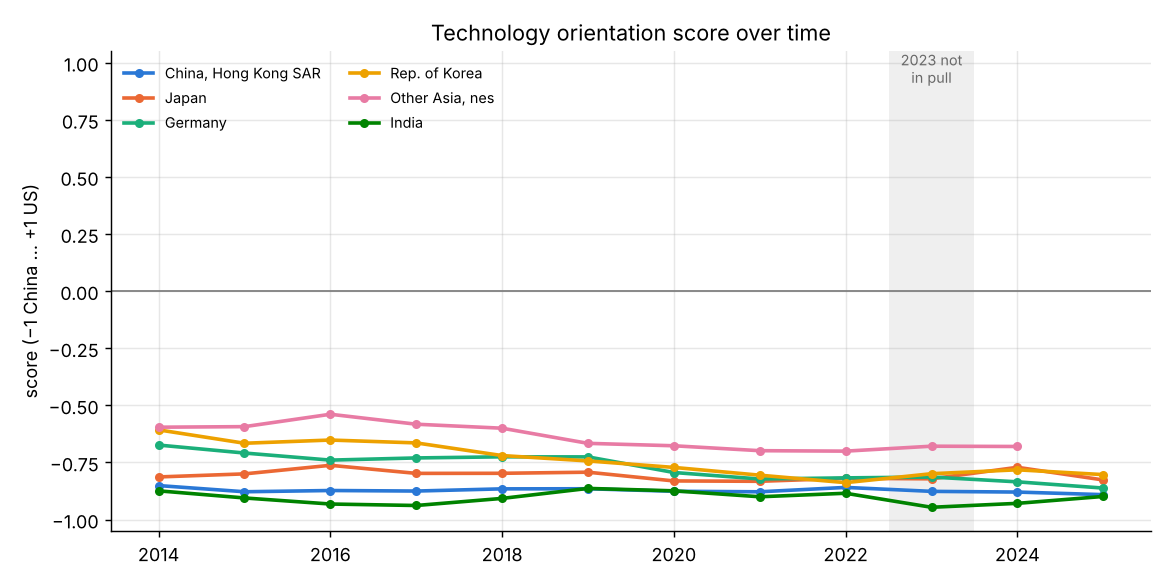 Technology orientation score over time
2023 not
in pull
China, Hong Kong SAR
Japan
Germany
Rep. of Korea
Other Asia, nes
India
score (−1 China ... +1 US)
1.00
0.75
0.50
0.25
0.00
−0.25
−0.50
−0.75
−1.00
2014
2016
2018
2020
2022
2024